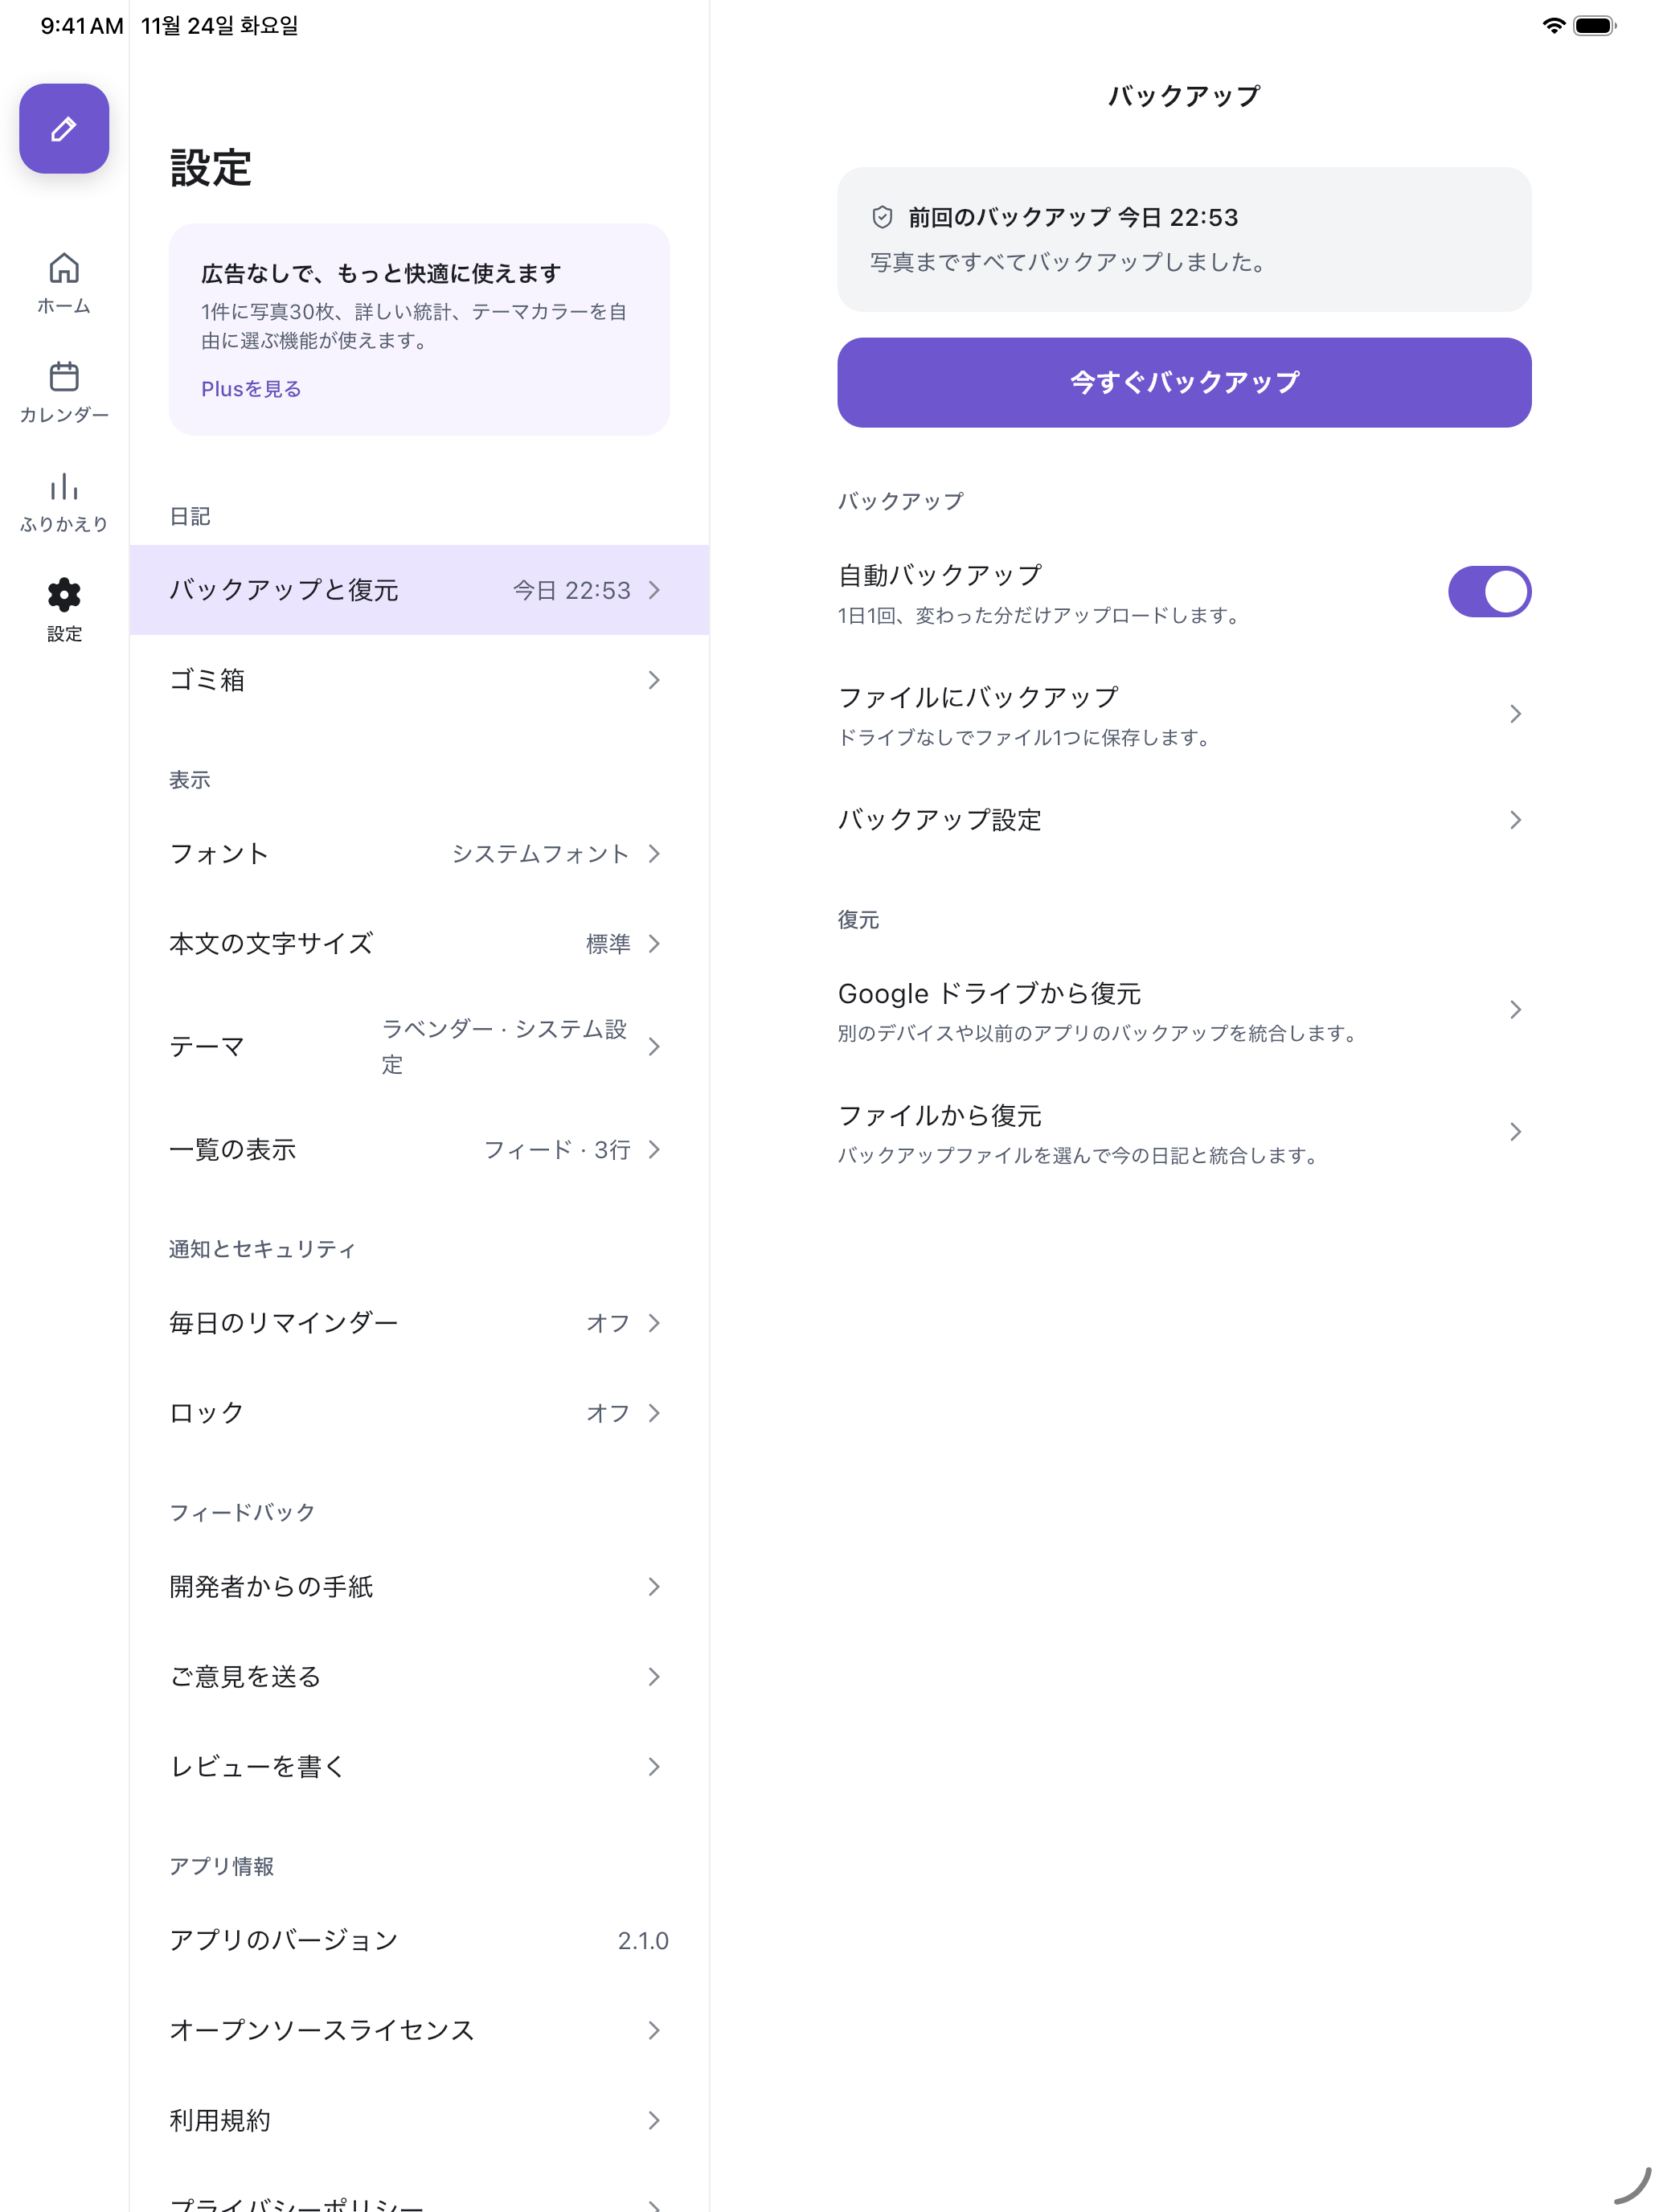 9:41 AM 11월 24일 화요일
ホーム
カレンダー
ふりかえり
設定
設定
広告なしで、もっと快適に使えます
1件に写真30枚、詳しい統計、テーマカラーを自
由に選ぶ機能が使えます。
Plusを見る
日記
バックアップと復元 今日 22:53
ゴミ箱
表示
フォント システムフォント
本文の文字サイズ 標準
テーマ ラベンダー · システム設
定
一覧の表示 フィード · 3行
通知とセキュリティ
毎日のリマインダー オフ
ロック オフ
フィードバック
開発者からの手紙
ご意見を送る
レビューを書く
アプリ情報
アプリのバージョン 2.1.0
オープンソースライセンス
利用規約
プライバシーポリシー
バックアップ
前回のバックアップ 今日 22:53
写真まですべてバックアップしました。
今すぐバックアップ
バックアップ
自動バックアップ
1日1回、変わった分だけアップロードします。
ファイルにバックアップ
ドライブなしでファイル1つに保存します。
バックアップ設定
復元
Google ドライブから復元
別のデバイスや以前のアプリのバックアップを統合します。
ファイルから復元
バックアップファイルを選んで今の日記と統合します。